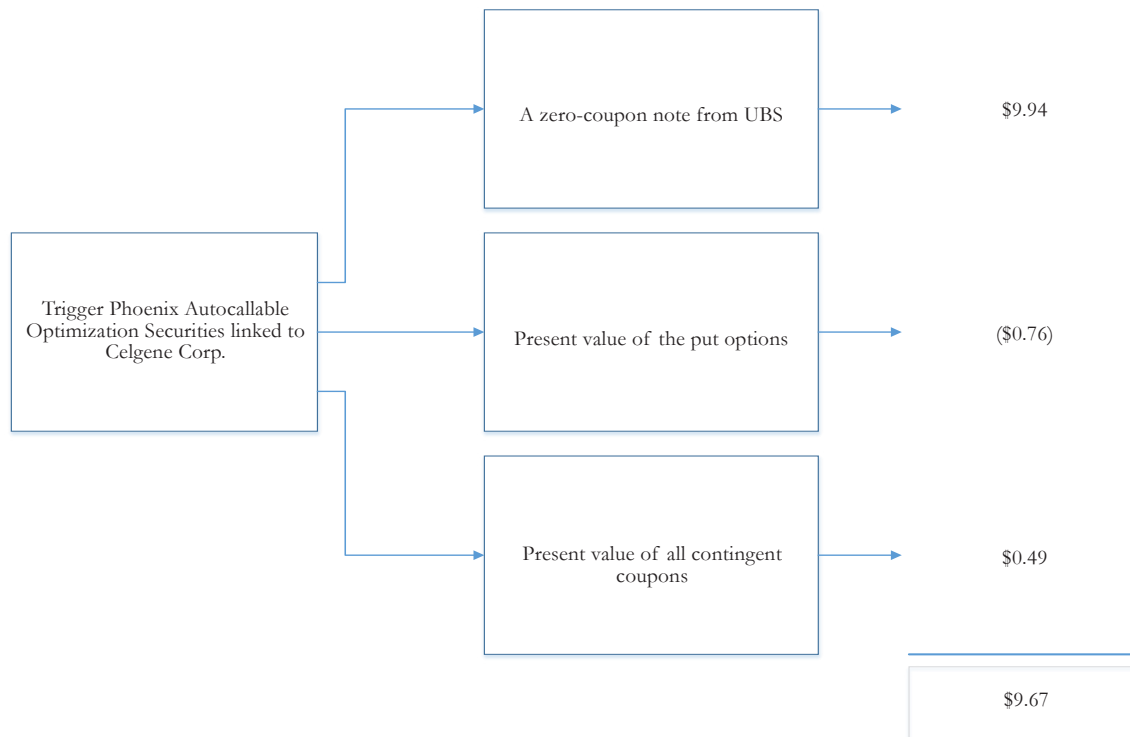 A zero-coupon note from UBS
$9.94
Trigger Phoenix Autocallable
Optimization Securities linked to
Celgene Corp.
Present value of the put options
($0.76)
Present value of all contingent
coupons
$0.49
$9.67